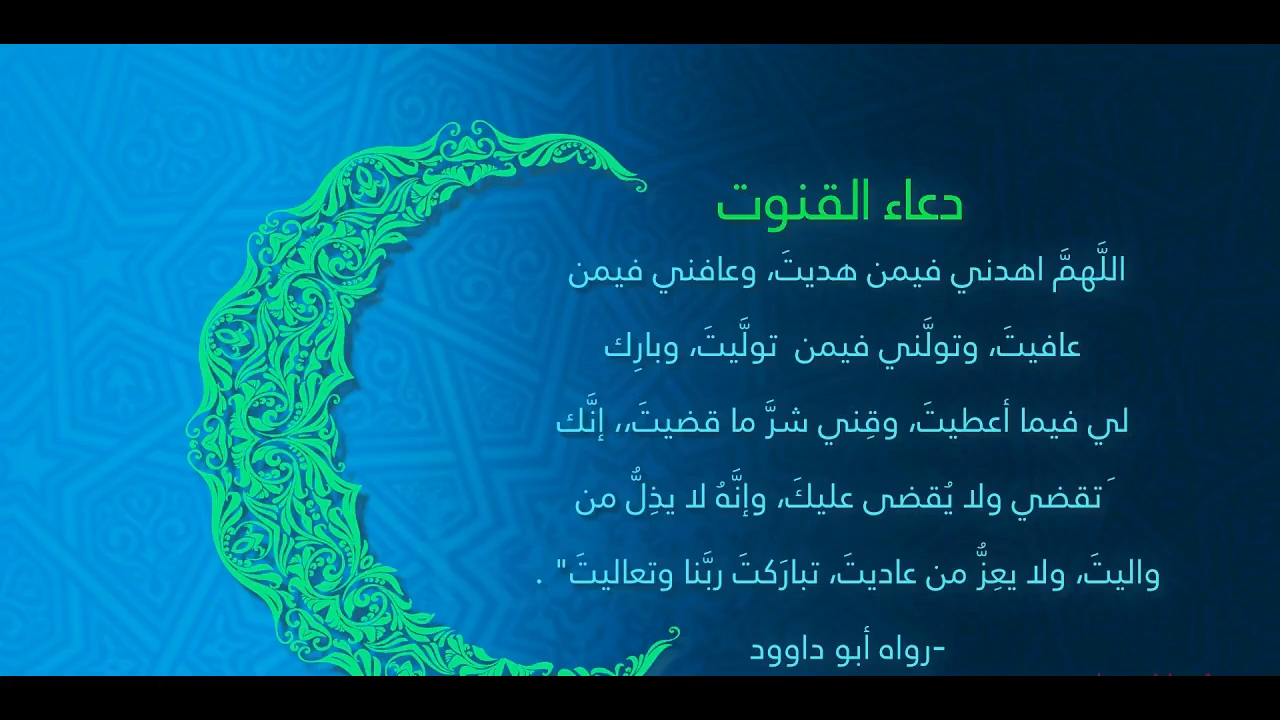 دعاء القنوت
اللَّهمَّ اهدني فيمن هديتَ، وعافني فيمن
عافيتَ، وتولَّني فيمن تولَّيتَ، وبارِك
لي فيما أعطيتَ، وقِني شرَّ ما قضيتَ،، إنَّك
َ تقضي ولا يُقضى عليكَ، وإنَّهُ لا يذِلُّ من
واليتَ، ولا يعِزُّ من عاديتَ، تبارَكتَ ربَّنا وتعاليتَ" .
-رواه أبو داوود